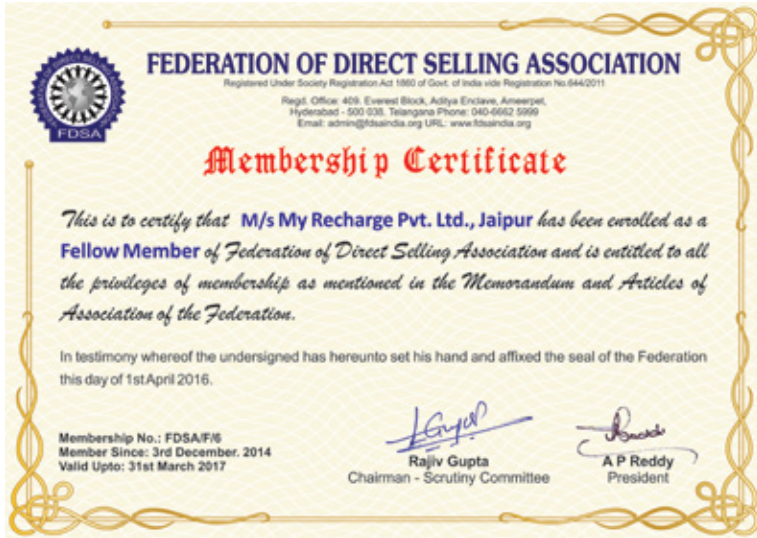 FEDERATION OF DIRECT SELLING ASSOCIATION
Registered Under Society Registration Act 1860 of Govt. of India vide Registration No.644/2011
Regd. Office: 409, Everest Block, Aditya Enclave, Ameerpet,
Hyderabad - 500 038, Telangana Phone: 040-6662 5999
Email: admin@fdsaindia.org URL: www.fdsaindia.org
FDSA
Membership Certificate
This is to certify that M/s My Recharge Pvt. Ltd., Jaipur has been enrolled as a
Fellow Member of Federation of Direct Selling Association and is entitled to all
the privileges of membership as mentioned in the Memorandum and Articles of
Association of the Federation.
In testimony whereof the undersigned has hereunto set his hand and affixed the seal of the Federation
this day of 1st April 2016.
Membership No.: FDSA/F/6
Member Since: 3rd December. 2014
Valid Upto: 31st March 2017
Rajiv Gupta
Chairman - Scrutiny Committee
A P Reddy
President